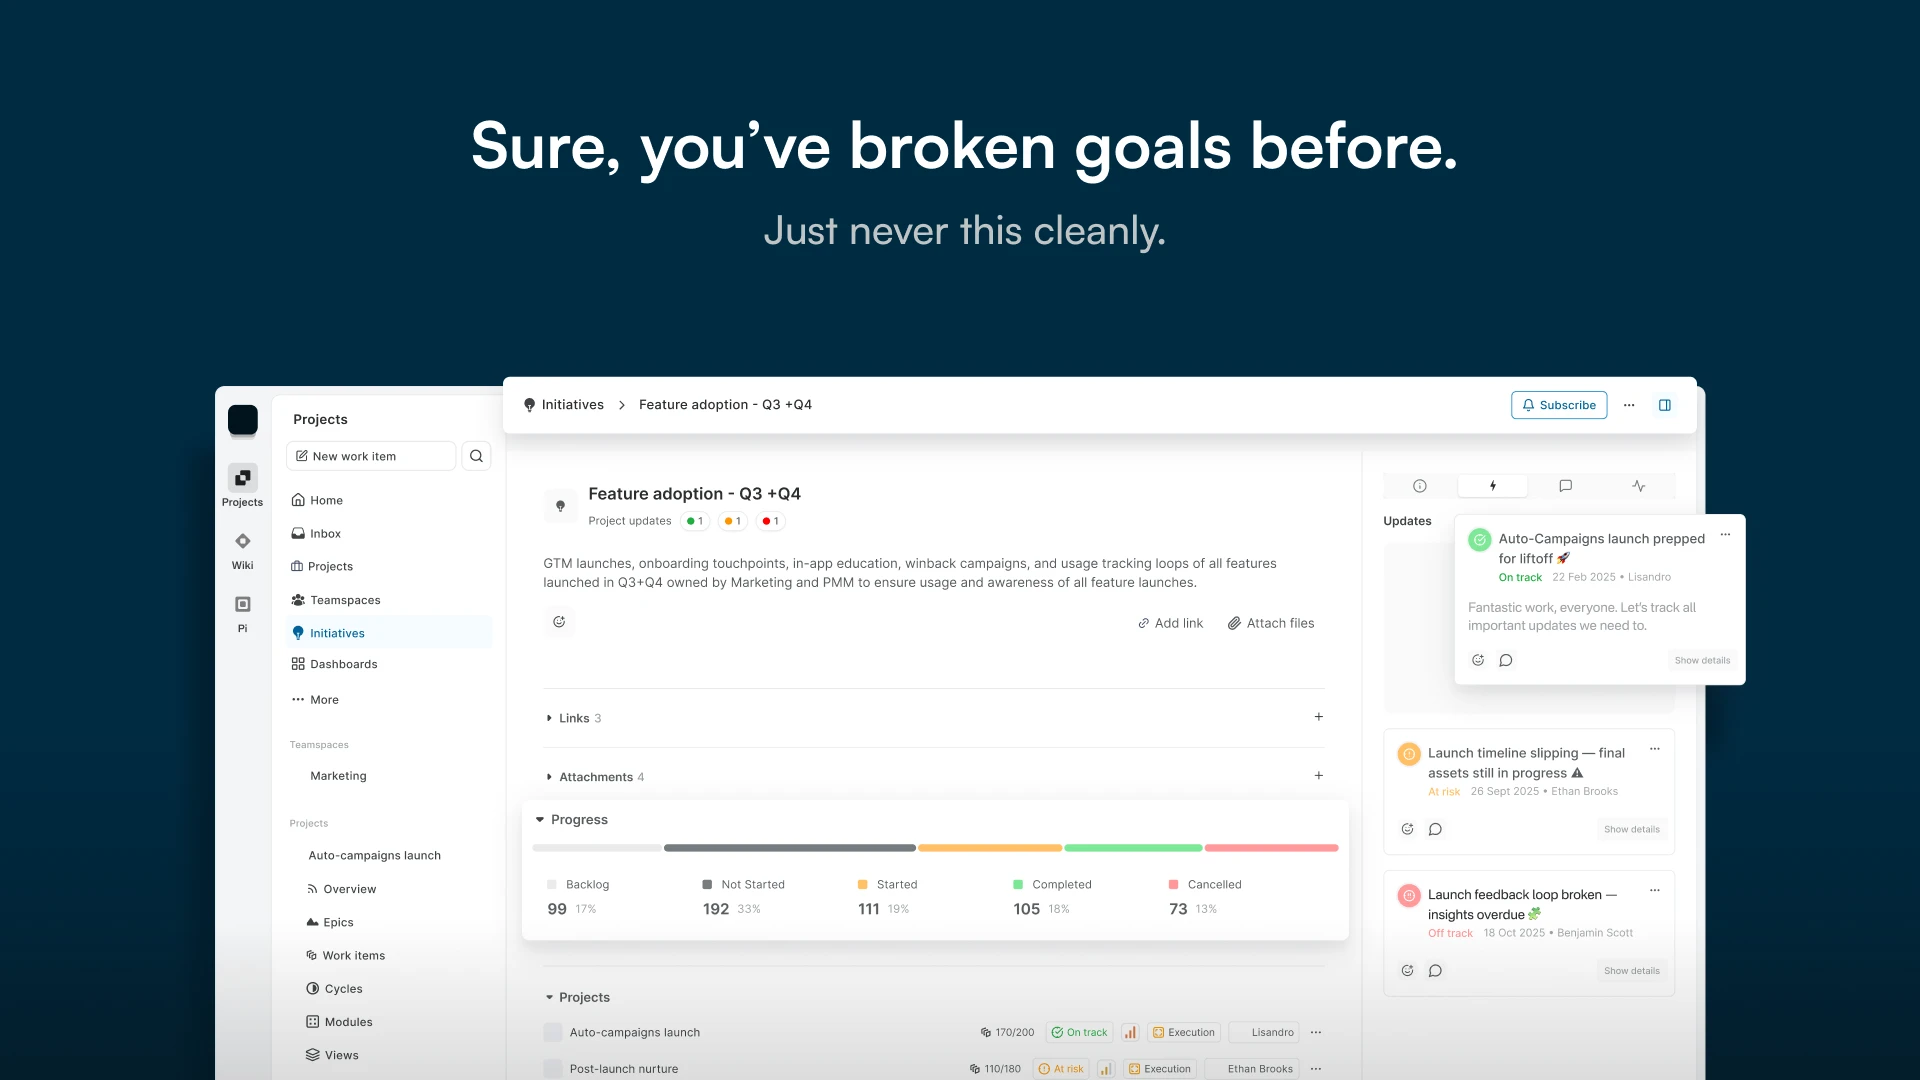 Sure, you’ve broken goals before.
Just never this cleanly.
Projects
Wiki
Pi
Projects
New work item
Home
Inbox
Projects
Teamspaces
Initiatives
Dashboards
More
Teamspaces
Marketing
Projects
Auto-campaigns launch
Overview
Epics
Work items
Cycles
Modules
Views
Initiatives > Feature adoption - Q3 +Q4
Subscribe
Feature adoption - Q3 +Q4
Project updates 1 1 1
GTM launches, onboarding touchpoints, in-app education, winback campaigns, and usage tracking loops of all features
launched in Q3+Q4 owned by Marketing and PMM to ensure usage and awareness of all feature launches.
Add link Attach files
Links 3
Attachments 4
Progress
Backlog Not Started Started Completed Cancelled
99 17% 192 33% 111 19% 105 18% 73 13%
Projects
Auto-campaigns launch 170/200 On track Execution Lisandro
Post-launch nurture 110/180 At risk Execution Ethan Brooks
Updates
Auto-Campaigns launch prepped
for liftoff 🚀
On track 22 Feb 2025 • Lisandro
Fantastic work, everyone. Let's track all
important updates we need to.
Show details
Launch timeline slipping — final
assets still in progress ⚠
At risk 26 Sept 2025 • Ethan Brooks
Show details
Launch feedback loop broken —
insights overdue 🧩
Off track 18 Oct 2025 • Benjamin Scott
Show details